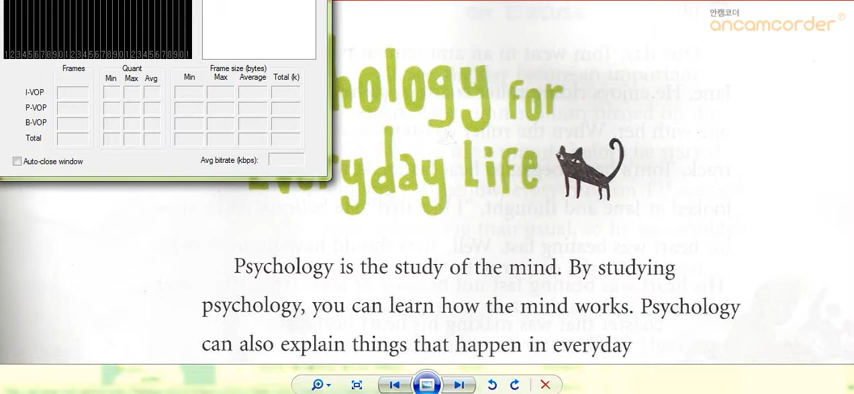 안캠코더
ancamcorder
Frames
Quant
Frame size (bytes)
Min Max Avg
Min Max Average Total (k)
I-VOP
P-VOP
B-VOP
Total
Auto-close window
Avg bitrate (kbps):
hology for
Everyday Life
Psychology is the study of the mind. By studying
psychology, you can learn how the mind works. Psychology
can also explain things that happen in everyday